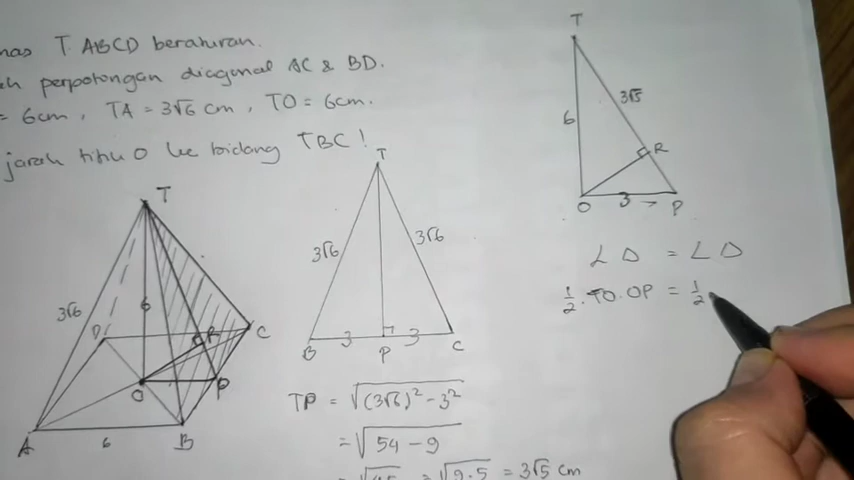 mas T ABCD beraturan.
ah perpotongan diagonal AC & BD.
= 6cm, TA = 3√6 cm, TO = 6cm.
jarak titik O ke bidang TBC!
T
3√6
6
D
C
R
O
P
A
6
B
T
3√6
3√6
B
3
P
3
C
TP = √(3√6)² - 3²
= √54 - 9
= √45 = √9.5 = 3√5 cm
T
6
3√5
R
O
3
P
L Δ = L Δ
1/2 . TO . OP = 1/2